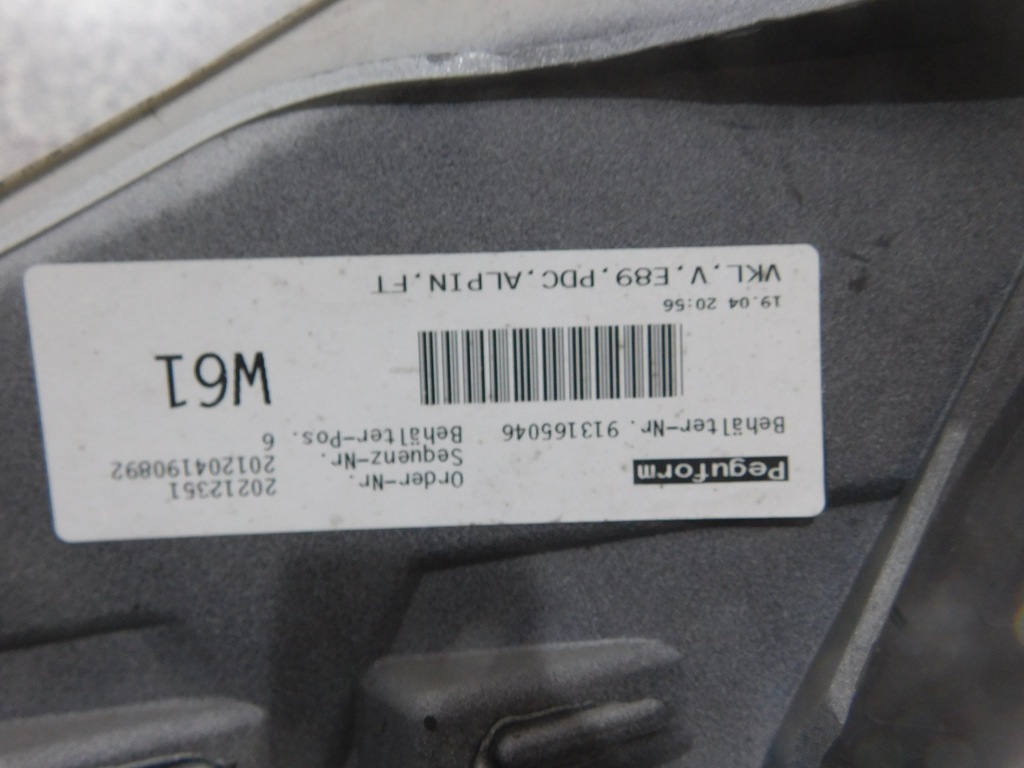 Peguform
Order-Nr. 20212351
Sequenz-Nr. 201204190892
Behälter-Nr. 913165046 Behälter-Pos. 6
W61
19.04 20:56
VKL.V.E89.PDC.ALPIN.FT